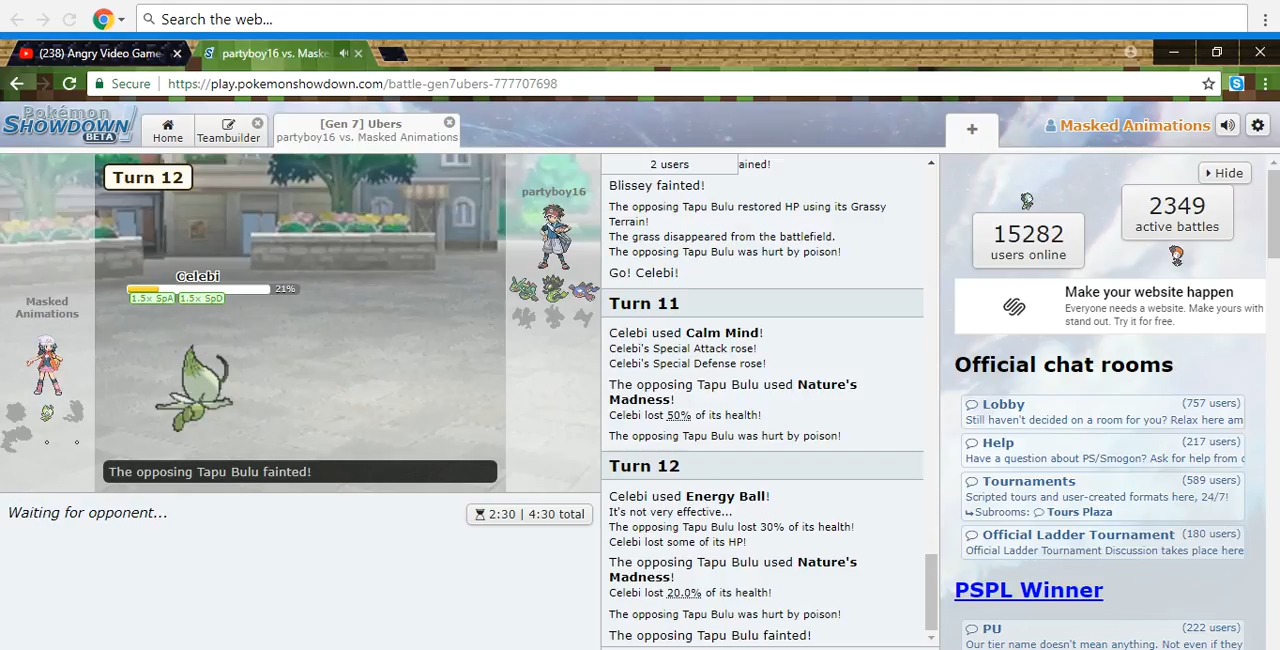 Search the web...
(238) Angry Video Game
partyboy16 vs. Maske
Secure
https://play.pokemonshowdown.com/battle-gen7ubers-777707698
Pokémon
SHOWDOWN
BETA
Home
Teambuilder
[Gen 7] Ubers
partyboy16 vs. Masked Animations
+
Masked Animations
Turn 12
Celebi
21%
1.5x SpA 1.5x SpD
Masked
Animations
partyboy16
The opposing Tapu Bulu fainted!
Waiting for opponent...
2:30 | 4:30 total
2 users
ained!
Blissey fainted!
The opposing Tapu Bulu restored HP using its Grassy
Terrain!
The grass disappeared from the battlefield.
The opposing Tapu Bulu was hurt by poison!
Go! Celebi!
Turn 11
Celebi used Calm Mind!
Celebi's Special Attack rose!
Celebi's Special Defense rose!
The opposing Tapu Bulu used Nature's
Madness!
Celebi lost 50% of its health!
The opposing Tapu Bulu was hurt by poison!
Turn 12
Celebi used Energy Ball!
It's not very effective...
The opposing Tapu Bulu lost 30% of its health!
Celebi lost some of its HP!
The opposing Tapu Bulu used Nature's
Madness!
Celebi lost 20.0% of its health!
The opposing Tapu Bulu was hurt by poison!
The opposing Tapu Bulu fainted!
Hide
15282
users online
2349
active battles
Make your website happen
Everyone needs a website. Make yours with
stand out. Try it for free.
Official chat rooms
Lobby (757 users)
Still haven't decided on a room for you? Relax here am
Help (217 users)
Have a question about PS/Smogon? Ask for help from
Tournaments (589 users)
Scripted tours and user-created formats here, 24/7!
Subrooms: Tours Plaza
Official Ladder Tournament (180 users)
Official Ladder Tournament Discussion takes place here
PSPL Winner
PU (222 users)
Our tier name doesn't mean anything. Not even if they